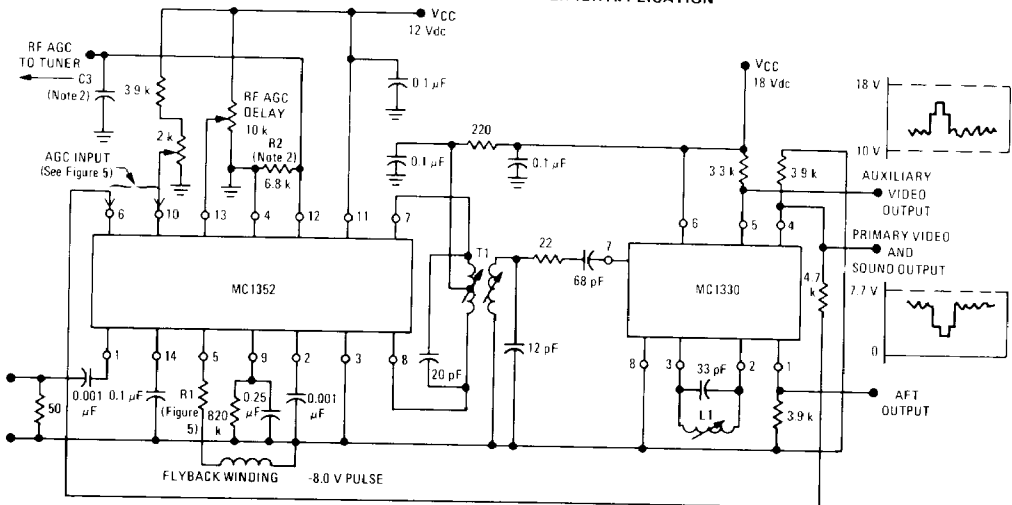 VCC
12 Vdc
RF AGC
TO TUNER
C3
(Note 2)
3.9 k
RF AGC
DELAY
10 k
0.1 µF
VCC
18 Vdc
18 V
10 V
2 k
R2
(Note 2)
6.8 k
0.1 µF
220
0.1 µF
3.3 k
3.9 k
AGC INPUT
(See Figure 5)
AUXILIARY
VIDEO
OUTPUT
6
10
13
4
12
11
7
6
5
4
PRIMARY VIDEO
AND
SOUND OUTPUT
MC1352
T1
22
7
68 pF
MC1330
4.7
k
7.7 V
0
1
14
5
9
2
3
8
20 pF
12 pF
8
3
33 pF
2
1
50
0.001
µF
0.1 µF
R1
(Figure
5)
820
k
0.25
µF
0.001
µF
L1
3.9 k
AFT
OUTPUT
FLYBACK WINDING
-8.0 V PULSE